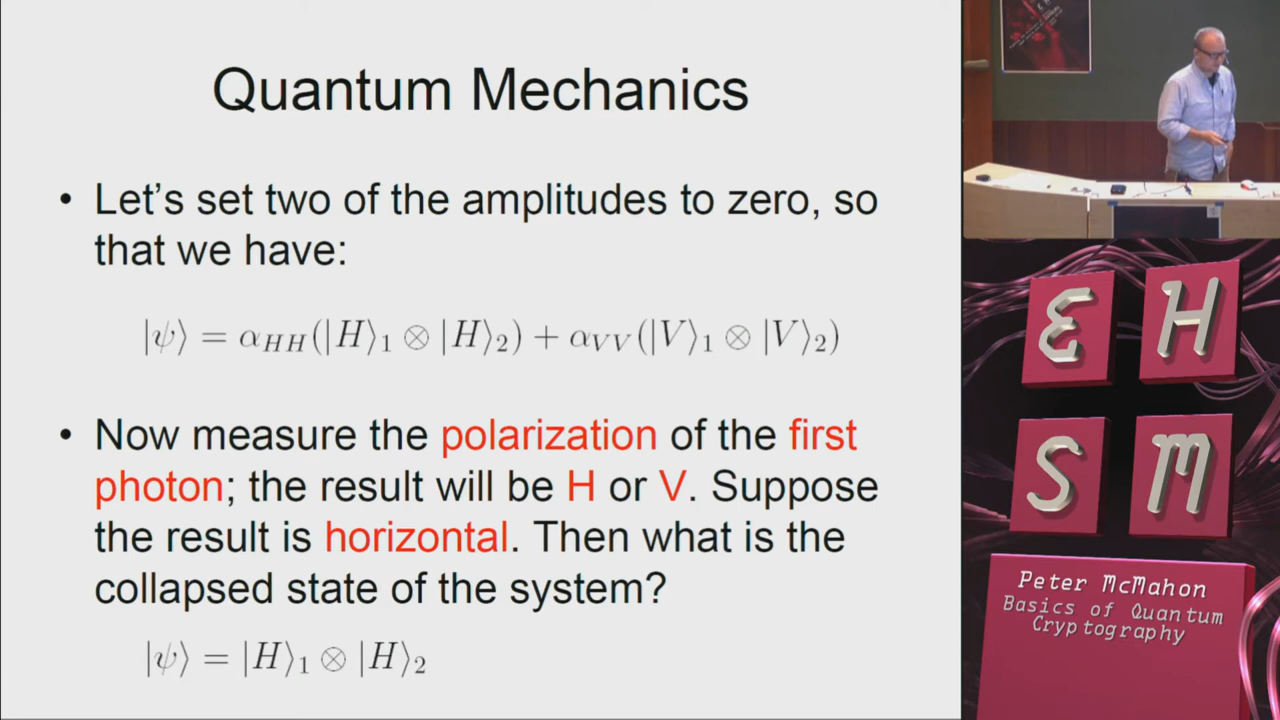 Quantum Mechanics
• Let's set two of the amplitudes to zero, so
that we have:
|ψ⟩ = α_HH(|H⟩₁ ⊗ |H⟩₂) + α_VV(|V⟩₁ ⊗ |V⟩₂)
• Now measure the polarization of the first
photon; the result will be H or V. Suppose
the result is horizontal. Then what is the
collapsed state of the system?
|ψ⟩ = |H⟩₁ ⊗ |H⟩₂
E H
S M
Peter McMahon
Basics of Quantum
Cryptography